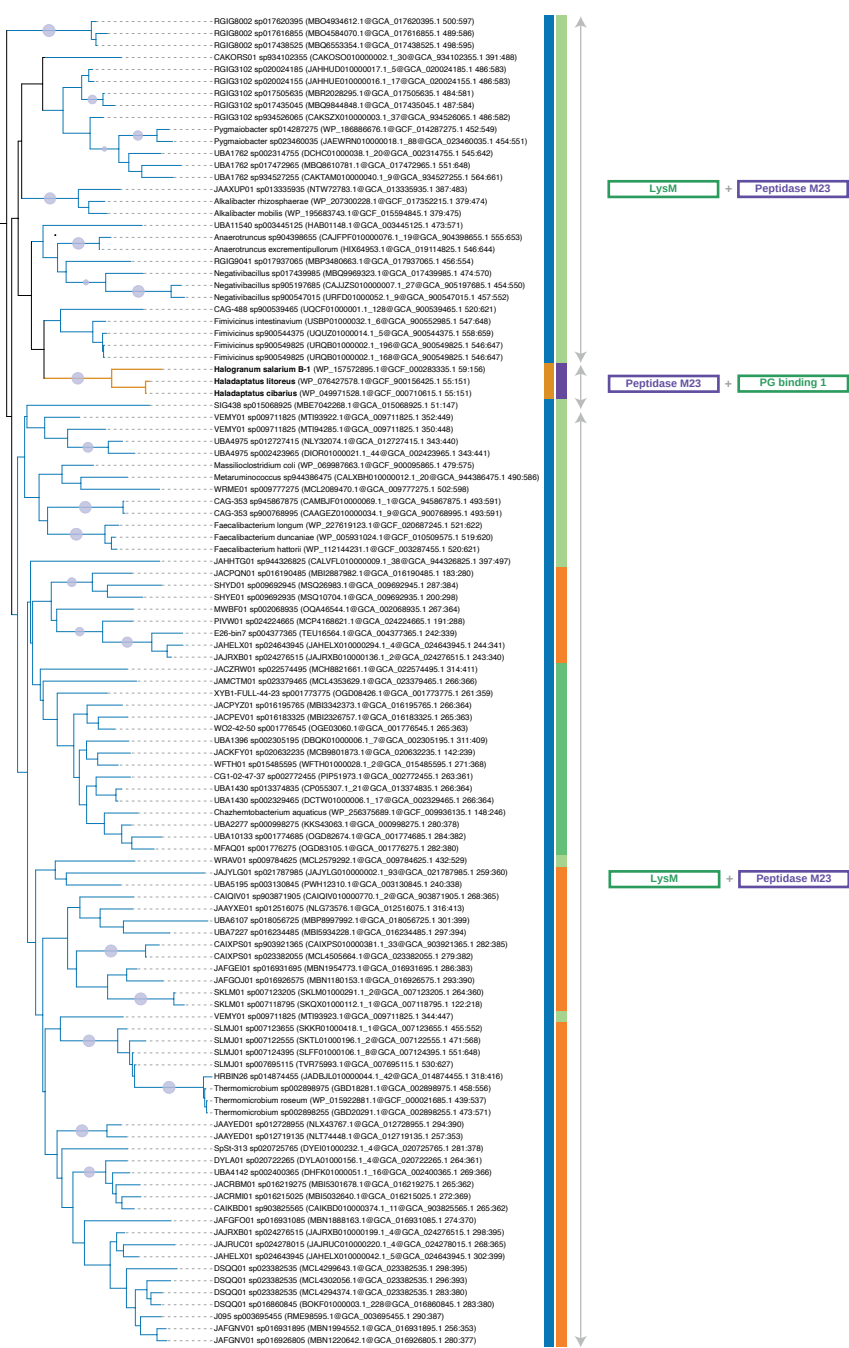 RGIG8002 sp017620395 (MBO4934612.1@GCA_017620395.1 500:597)
RGIG8002 sp017616855 (MBO4584070.1@GCA_017616855.1 489:586)
RGIG8002 sp017438525 (MBQ6553354.1@GCA_017438525.1 498:595)
CAKORS01 sp934102355 (CAKOSO010000002.1_30@GCA_934102355.1 391:488)
RGIG3102 sp020024185 (JAHHUD010000017.1_5@GCA_020024185.1 486:583)
RGIG3102 sp020024155 (JAHHUE010000016.1_17@GCA_020024155.1 486:583)
RGIG3102 sp017505635 (MBR2028295.1@GCA_017505635.1 484:581)
RGIG3102 sp017435045 (MBQ9844848.1@GCA_017435045.1 487:584)
RGIG3102 sp934526065 (CAKSZX010000003.1_37@GCA_934526065.1 486:582)
Pygmaiobacter sp014287275 (WP_186886676.1@GCF_014287275.1 452:549)
Pygmaiobacter sp023460035 (JAEWRN010000018.1_88@GCA_023460035.1 454:551)
UBA1762 sp002314755 (DCHC01000038.1_20@GCA_002314755.1 545:642)
UBA1762 sp017472965 (MBQ8610781.1@GCA_017472965.1 551:648)
UBA1762 sp934527255 (CAKTAM010000040.1_9@GCA_934527255.1 564:661)
JAAXUP01 sp013335935 (NTW72783.1@GCA_013335935.1 387:483)
Alkalibacter rhizosphaerae (WP_207300228.1@GCF_017352215.1 379:474)
Alkalibacter mobilis (WP_195683743.1@GCF_015594845.1 379:475)
LysM + Peptidase M23
UBA11540 sp003445125 (HAB01148.1@GCA_003445125.1 473:571)
Anaerotruncus sp904398655 (CAJFPF010000076.1_19@GCA_904398655.1 555:653)
Anaerotruncus excrementipullorum (HIX64953.1@GCA_019114825.1 546:644)
RGIG9041 sp017937065 (MBP3480663.1@GCA_017937065.1 456:554)
Negativibacillus sp017439985 (MBQ9969323.1@GCA_017439985.1 474:570)
Negativibacillus sp905197685 (CAJJZS010000007.1_27@GCA_905197685.1 454:550)
Negativibacillus sp900547015 (URFD01000052.1_9@GCA_900547015.1 457:552)
CAG-488 sp900539465 (UQCF01000001.1_128@GCA_900539465.1 520:621)
Fimivicinus intestinavium (USBP01000032.1_6@GCA_900552985.1 547:648)
Fimivicinus sp900544375 (UQUZ01000014.1_5@GCA_900544375.1 558:659)
Fimivicinus sp900549825 (URQB01000002.1_196@GCA_900549825.1 546:647)
Fimivicinus sp900549825 (URQB01000002.1_168@GCA_900549825.1 546:647)
Halogranum salarium B-1 (WP_157572895.1@GCF_000283335.1 59:156)
Haladaptatus litoreus (WP_076427578.1@GCF_900156425.1 55:151)
Haladaptatus cibarius (WP_049971528.1@GCF_000710615.1 55:151)
Peptidase M23 + PG binding 1
SIG438 sp015068925 (MBE7042268.1@GCA_015068925.1 51:147)
VEMY01 sp009711825 (MTI93922.1@GCA_009711825.1 352:449)
VEMY01 sp009711825 (MTI94285.1@GCA_009711825.1 350:448)
UBA4975 sp012727415 (NLY32074.1@GCA_012727415.1 343:440)
UBA4975 sp002423965 (DIOR01000021.1_44@GCA_002423965.1 343:441)
Massilioclostridium coli (WP_069987663.1@GCF_900095865.1 479:575)
Metaruminococcus sp944386475 (CALXBH010000012.1_20@GCA_944386475.1 490:586)
WRME01 sp009777275 (MCL2089470.1@GCA_009777275.1 502:598)
CAG-353 sp945867875 (CAMBJF010000069.1_1@GCA_945867875.1 493:591)
CAG-353 sp900768995 (CAAGEZ010000034.1_9@GCA_900768995.1 493:591)
Faecalibacterium longum (WP_227619123.1@GCF_020687245.1 521:622)
Faecalibacterium duncaniae (WP_005931024.1@GCF_010509575.1 519:620)
Faecalibacterium hattorii (WP_112144231.1@GCF_003287455.1 520:621)
JAHHTG01 sp944326825 (CALVFL010000009.1_38@GCA_944326825.1 397:497)
JACPQN01 sp016190485 (MBI2887982.1@GCA_016190485.1 183:280)
SHYD01 sp009692945 (MSQ26983.1@GCA_009692945.1 287:384)
SHYE01 sp009692935 (MSQ10704.1@GCA_009692935.1 200:298)
MWBF01 sp002068935 (OQA46544.1@GCA_002068935.1 267:364)
PIVW01 sp024224665 (MCP4168621.1@GCA_024224665.1 191:288)
E26-bin7 sp004377365 (TEU16564.1@GCA_004377365.1 242:339)
JAHELX01 sp024643945 (JAHELX010000294.1_4@GCA_024643945.1 244:341)
JAJRXB01 sp024276515 (JAJRXB010000136.1_2@GCA_024276515.1 243:340)
JACZRW01 sp022574495 (MCH8821661.1@GCA_022574495.1 314:411)
JAMCTM01 sp023379465 (MCL4353629.1@GCA_023379465.1 266:366)
XYB1-FULL-44-23 sp001773775 (OGD08426.1@GCA_001773775.1 261:359)
JACPYZ01 sp016195765 (MBI3342373.1@GCA_016195765.1 266:364)
JACPEV01 sp016183325 (MBI2326757.1@GCA_016183325.1 265:363)
WO2-42-50 sp001776545 (OGE03060.1@GCA_001776545.1 265:363)
UBA1396 sp002305195 (DBQK01000006.1_7@GCA_002305195.1 311:409)
JACKFY01 sp020632235 (MCB9801873.1@GCA_020632235.1 142:239)
WFTH01 sp015485595 (WFTH01000028.1_2@GCA_015485595.1 271:368)
CG1-02-47-37 sp002772455 (PIP51973.1@GCA_002772455.1 263:361)
UBA1430 sp013374835 (CP055307.1_21@GCA_013374835.1 266:364)
UBA1430 sp002329465 (DCTW01000006.1_17@GCA_002329465.1 266:364)
Chazhemtobacterium aquaticus (WP_256375689.1@GCF_009936135.1 148:246)
UBA2277 sp000998275 (KKS43063.1@GCA_000998275.1 280:378)
UBA10133 sp001774685 (OGD82674.1@GCA_001774685.1 284:382)
MFAQ01 sp001776275 (OGD83105.1@GCA_001776275.1 282:380)
WRAV01 sp009784625 (MCL2579292.1@GCA_009784625.1 432:529)
JAJYLG01 sp021787985 (JAJYLG010000002.1_93@GCA_021787985.1 259:360)
UBA5195 sp003130845 (PWH12310.1@GCA_003130845.1 240:338)
LysM + Peptidase M23
CAIQIV01 sp903871905 (CAIQIV010000770.1_2@GCA_903871905.1 268:365)
JAAYXE01 sp012516075 (NLG73576.1@GCA_012516075.1 316:413)
UBA6107 sp018056725 (MBP8997992.1@GCA_018056725.1 301:399)
UBA7227 sp016234485 (MBI5934228.1@GCA_016234485.1 297:394)
CAIXPS01 sp903921365 (CAIXPS010000381.1_33@GCA_903921365.1 282:385)
CAIXPS01 sp023382055 (MCL4505664.1@GCA_023382055.1 279:382)
JAFGEI01 sp016931695 (MBN1954773.1@GCA_016931695.1 286:383)
JAFGOJ01 sp016926575 (MBN1180153.1@GCA_016926575.1 293:390)
SKLM01 sp007123205 (SKLM01000291.1_2@GCA_007123205.1 264:360)
SKLM01 sp007118795 (SKQX01000112.1_1@GCA_007118795.1 122:218)
VEMY01 sp009711825 (MTI93923.1@GCA_009711825.1 344:447)
SLMJ01 sp007123655 (SKKR01000418.1_1@GCA_007123655.1 455:552)
SLMJ01 sp007122555 (SKTL01000196.1_2@GCA_007122555.1 471:568)
SLMJ01 sp007124395 (SLFF01000106.1_8@GCA_007124395.1 551:648)
SLMJ01 sp007695115 (TVR75993.1@GCA_007695115.1 530:627)
HRBIN26 sp014874455 (JADBJL010000044.1_42@GCA_014874455.1 318:416)
Thermomicrobium sp002898975 (GBD18281.1@GCA_002898975.1 458:556)
Thermomicrobium roseum (WP_015922881.1@GCF_000021685.1 439:537)
Thermomicrobium sp002898255 (GBD20291.1@GCA_002898255.1 473:571)
JAAYED01 sp012728955 (NLX43767.1@GCA_012728955.1 294:390)
JAAYED01 sp012719135 (NLT74448.1@GCA_012719135.1 257:353)
SpSt-313 sp020725765 (DYEI01000232.1_4@GCA_020725765.1 281:378)
DYLA01 sp020722265 (DYLA01000156.1_4@GCA_020722265.1 264:361)
UBA4142 sp002400365 (DHFK01000051.1_16@GCA_002400365.1 269:366)
JACRBM01 sp016219275 (MBI5301678.1@GCA_016219275.1 265:362)
JACRMI01 sp016215025 (MBI5032640.1@GCA_016215025.1 272:369)
CAIKBD01 sp903825565 (CAIKBD010000374.1_11@GCA_903825565.1 265:362)
JAFGFO01 sp016931085 (MBN1888163.1@GCA_016931085.1 274:370)
JAJRXB01 sp024276515 (JAJRXB010000199.1_4@GCA_024276515.1 298:395)
JAJRUC01 sp024278015 (JAJRUC010000220.1_4@GCA_024278015.1 268:365)
JAHELX01 sp024643945 (JAHELX010000042.1_5@GCA_024643945.1 302:399)
DSQQ01 sp023382535 (MCL4299643.1@GCA_023382535.1 298:395)
DSQQ01 sp023382535 (MCL4302056.1@GCA_023382535.1 296:393)
DSQQ01 sp023382535 (MCL4294374.1@GCA_023382535.1 283:380)
DSQQ01 sp016860845 (BOKF01000003.1_228@GCA_016860845.1 283:380)
J095 sp003695455 (RME98595.1@GCA_003695455.1 290:387)
JAFGNV01 sp016931895 (MBN1994552.1@GCA_016931895.1 256:353)
JAFGNV01 sp016926805 (MBN1220642.1@GCA_016926805.1 280:377)